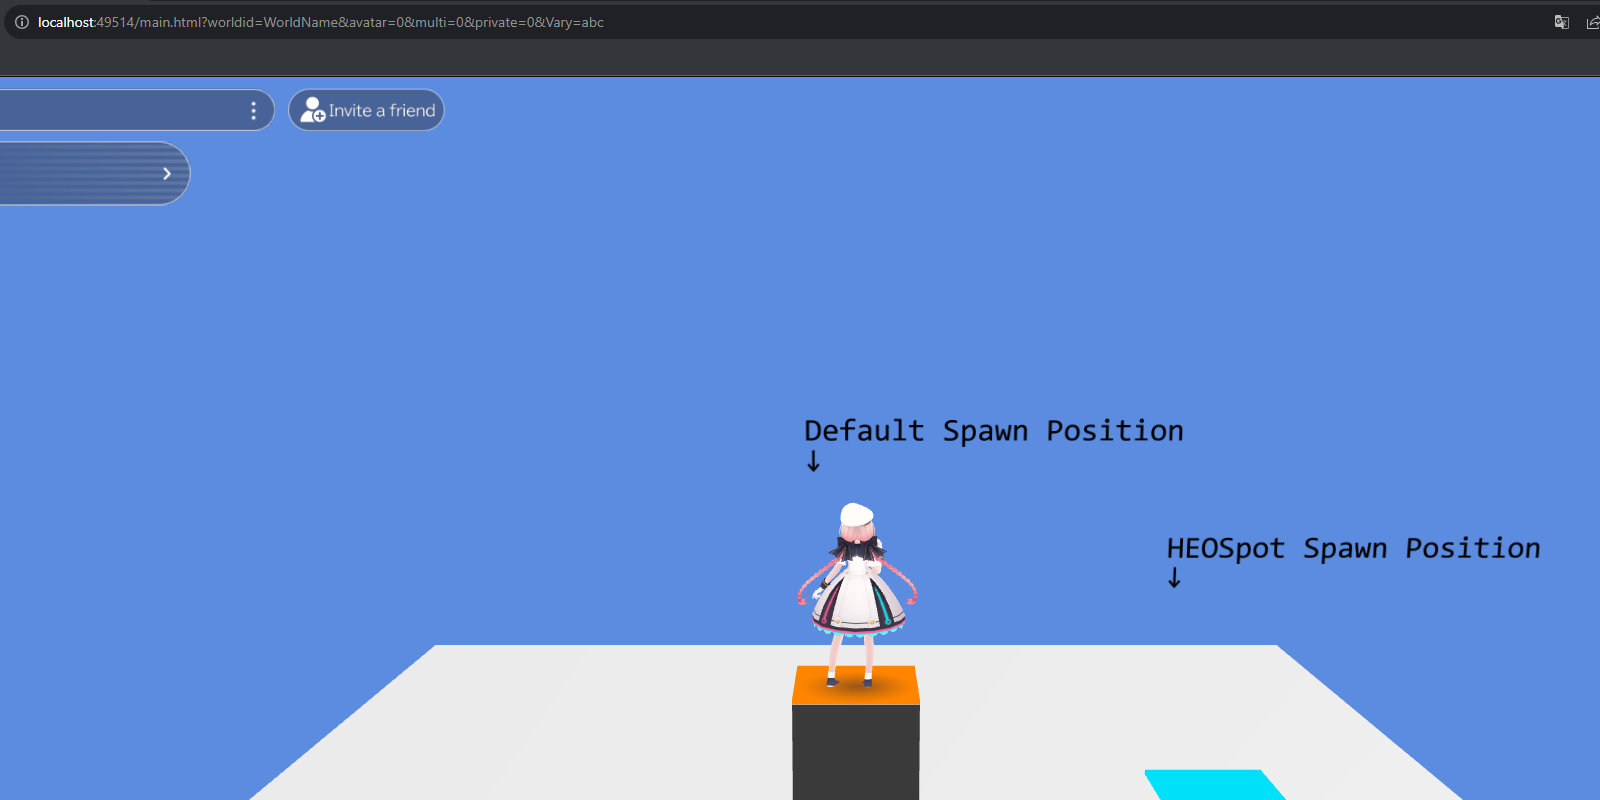 localhost:49514/main.html?worldid=WorldName&avatar=0&multi=0&private=0&Vary=abc
Invite a friend
Default Spawn Position
↓
HEOSpot Spawn Position
↓